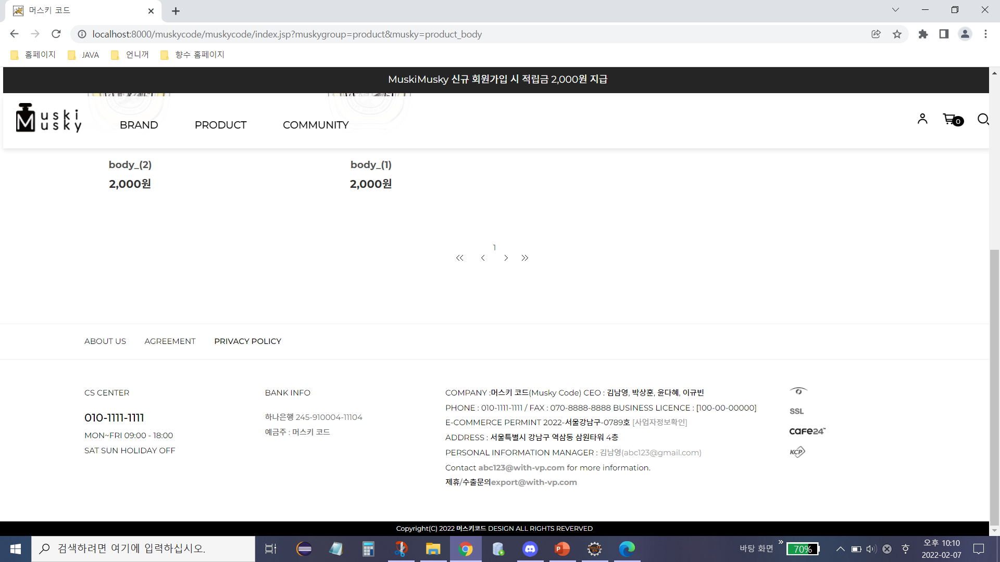 머스키 코드
localhost:8000/muskycode/muskycode/index.jsp?muskygroup=product&musky=product_body
홈페이지 JAVA 언니꺼 향수 홈페이지
MuskiMusky 신규 회원가입 시 적립금 2,000원 지급
Muski
Musky
BRAND PRODUCT COMMUNITY
0
body_(2) body_(1)
2,000원 2,000원
1
ABOUT US AGREEMENT PRIVACY POLICY
CS CENTER
010-1111-1111
MON~FRI 09:00 - 18:00
SAT SUN HOLIDAY OFF
BANK INFO
하나은행 245-910004-11104
예금주 : 머스키 코드
COMPANY :머스키 코드(Musky Code) CEO : 김남영, 박상훈, 윤다혜, 이규빈
PHONE : 010-1111-1111 / FAX : 070-8888-8888 BUSINESS LICENCE : [100-00-00000]
E-COMMERCE PERMINT 2022-서울강남구-0789호 [사업자정보확인]
ADDRESS : 서울특별시 강남구 역삼동 삼원타워 4층
PERSONAL INFORMATION MANAGER : 김남영(abc123@gmail.com)
Contact abc123@with-vp.com for more information.
제휴/수출문의export@with-vp.com
SSL
CAFE24
KCP
Copyright(C) 2022 머스키코드 DESIGN ALL RIGHTS REVERVED
검색하려면 여기에 입력하십시오.
바탕 화면
70%
오후 10:10
2022-02-07